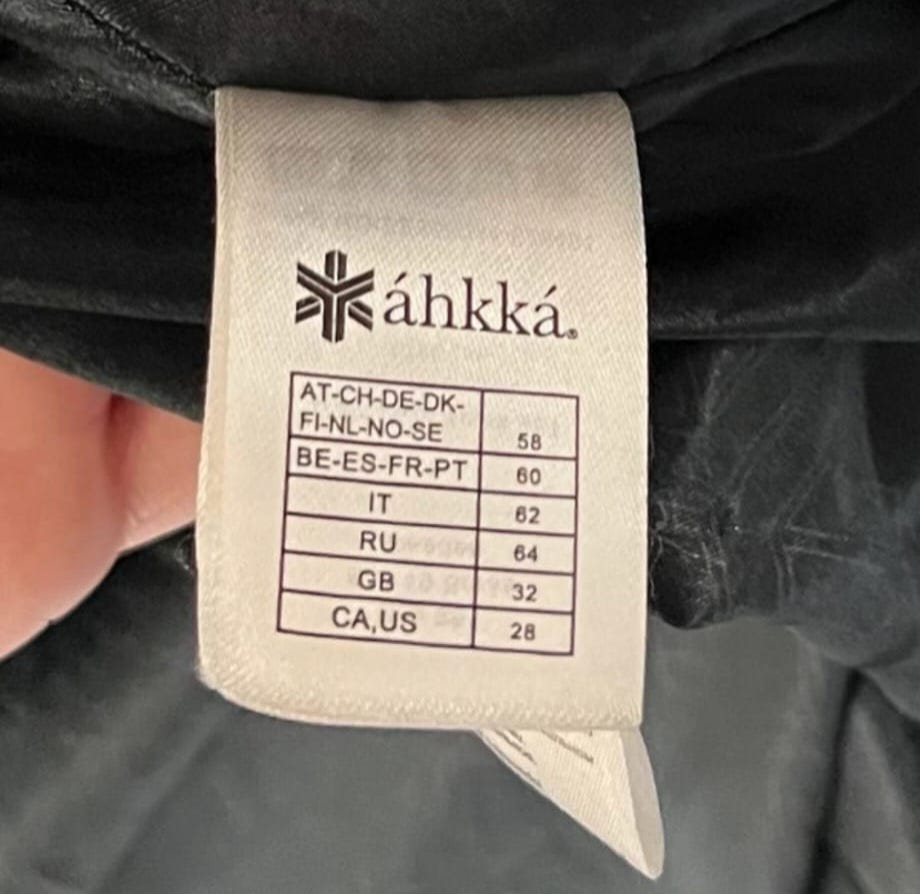 áhkká®
AT-CH-DE-DK-
FI-NL-NO-SE 58
BE-ES-FR-PT 60
IT 62
RU 64
GB 32
CA,US 28